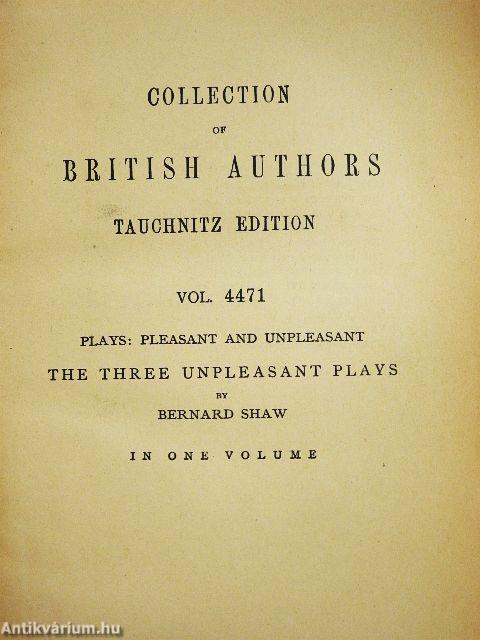 COLLECTION
OF
BRITISH AUTHORS
TAUCHNITZ EDITION
VOL. 4471
PLAYS: PLEASANT AND UNPLEASANT
THE THREE UNPLEASANT PLAYS
BY
BERNARD SHAW
IN ONE VOLUME
Antikvárium.hu